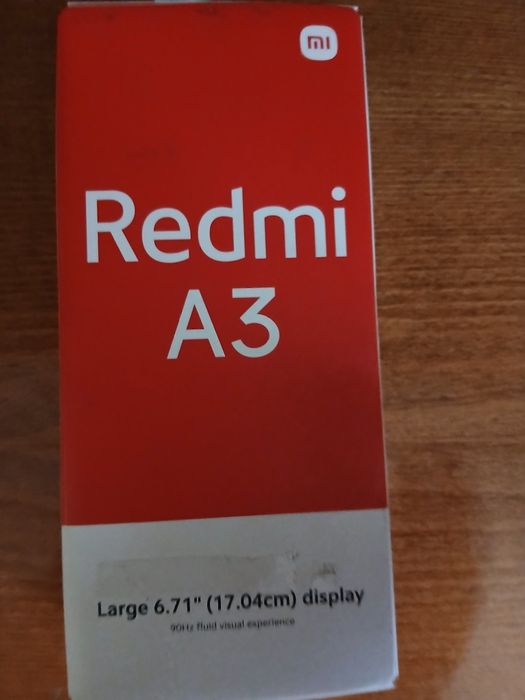 mi
Redmi
A3
Large 6.71" (17.04cm) display
90Hz fluid visual experience